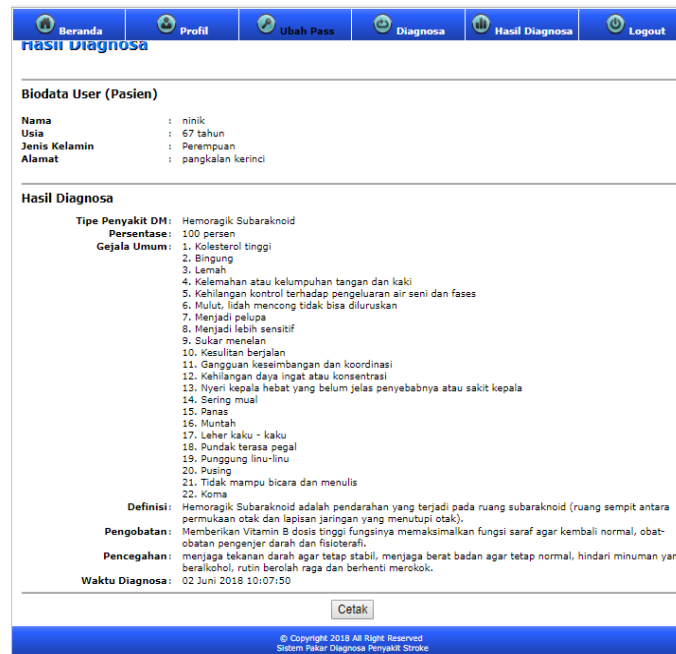 Beranda Profil Ubah Pass Diagnosa Hasil Diagnosa Logout
Hasil Diagnosa
Biodata User (Pasien)
Nama : ninik
Usia : 67 tahun
Jenis Kelamin : Perempuan
Alamat : pangkalan kerinci
Hasil Diagnosa
Tipe Penyakit DM : Hemoragik Subaraknoid
Persentase : 100 persen
Gejala Umum : 1. Kolesterol tinggi
2. Bingung
3. Lemah
4. Kelemahan atau kelumpuhan tangan dan kaki
5. Kehilangan kontrol terhadap pengeluaran air seni dan fases
6. Mulut, lidah mencong tidak bisa diluruskan
7. Menjadi pelupa
8. Menjadi lebih sensitif
9. Sukar menelan
10. Kesulitan berjalan
11. Gangguan keseimbangan dan koordinasi
12. Kehilangan daya ingat atau konsentrasi
13. Nyeri kepala hebat yang belum jelas penyebabnya atau sakit kepala
14. Sering mual
15. Panas
16. Muntah
17. Leher kaku - kaku
18. Pundak terasa pegal
19. Punggung linu-linu
20. Pusing
21. Tidak mampu bicara dan menulis
22. Koma
Definisi : Hemoragik Subaraknoid adalah pendarahan yang terjadi pada ruang subaraknoid (ruang sempit antara
permukaan otak dan lapisan jaringan yang menutupi otak).
Pengobatan : Memberikan Vitamin B dosis tinggi fungsinya memaksimalkan fungsi saraf agar kembali normal, obat-
obatan pengenjer darah dan fisioterafi.
Pencegahan : menjaga tekanan darah agar tetap stabil, menjaga berat badan agar tetap normal, hindari minuman yan
beralkohol, rutin berolah raga dan berhenti merokok.
Waktu Diagnosa : 02 Juni 2018 10:07:50
Cetak
© Copyright 2018 All Right Reserved
Sistem Pakar Diagnosa Penyakit Stroke